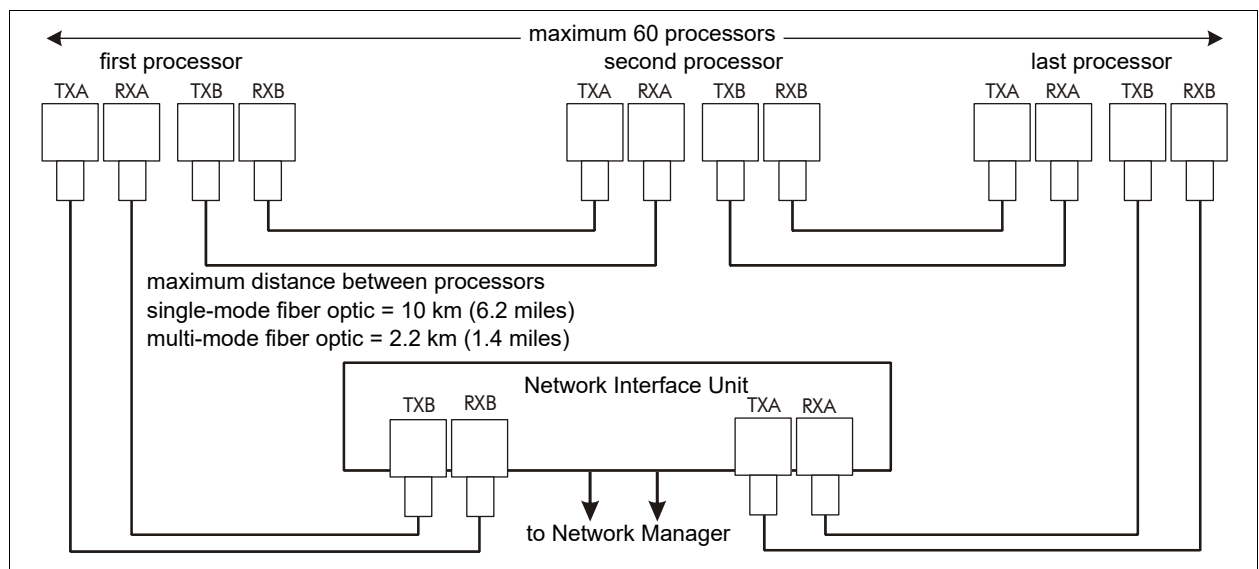 maximum 60 processors
first processor
second processor
last processor
TXA RXA TXB RXB
TXA RXA TXB RXB
TXA RXA TXB RXB
maximum distance between processors
single-mode fiber optic = 10 km (6.2 miles)
multi-mode fiber optic = 2.2 km (1.4 miles)
Network Interface Unit
TXB RXB
TXA RXA
to Network Manager